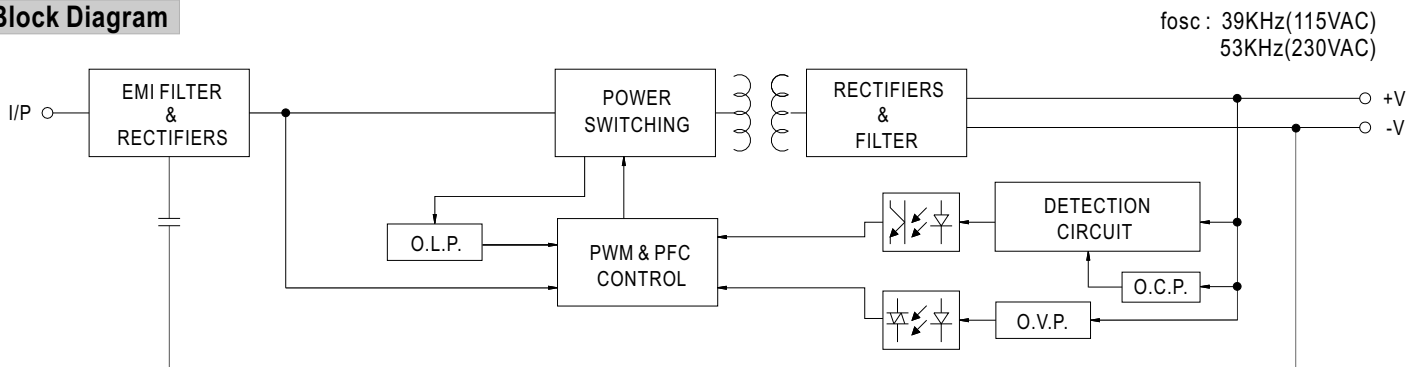 Block Diagram
fosc : 39KHz(115VAC)
53KHz(230VAC)
I/P
EMI FILTER
&
RECTIFIERS
POWER
SWITCHING
RECTIFIERS
&
FILTER
+V
-V
O.L.P.
PWM & PFC
CONTROL
DETECTION
CIRCUIT
O.C.P.
O.V.P.